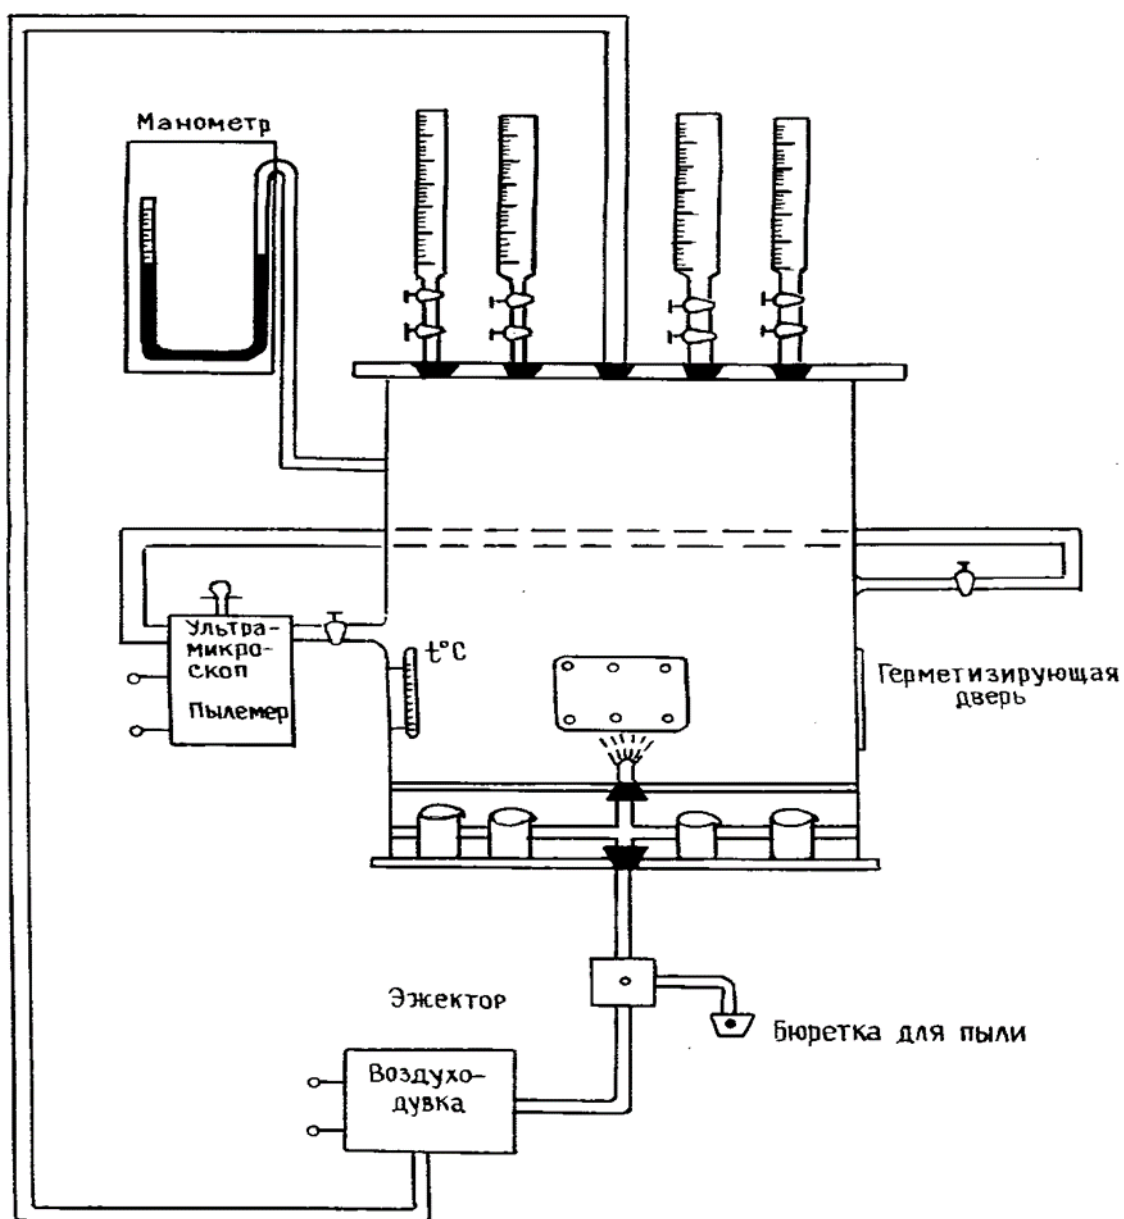 Манометр
Ультра-
микро-
скоп
Пылемер
t°C
Герметизирующая
дверь
Эжектор
Бюретка для пыли
Воздухо-
дувка